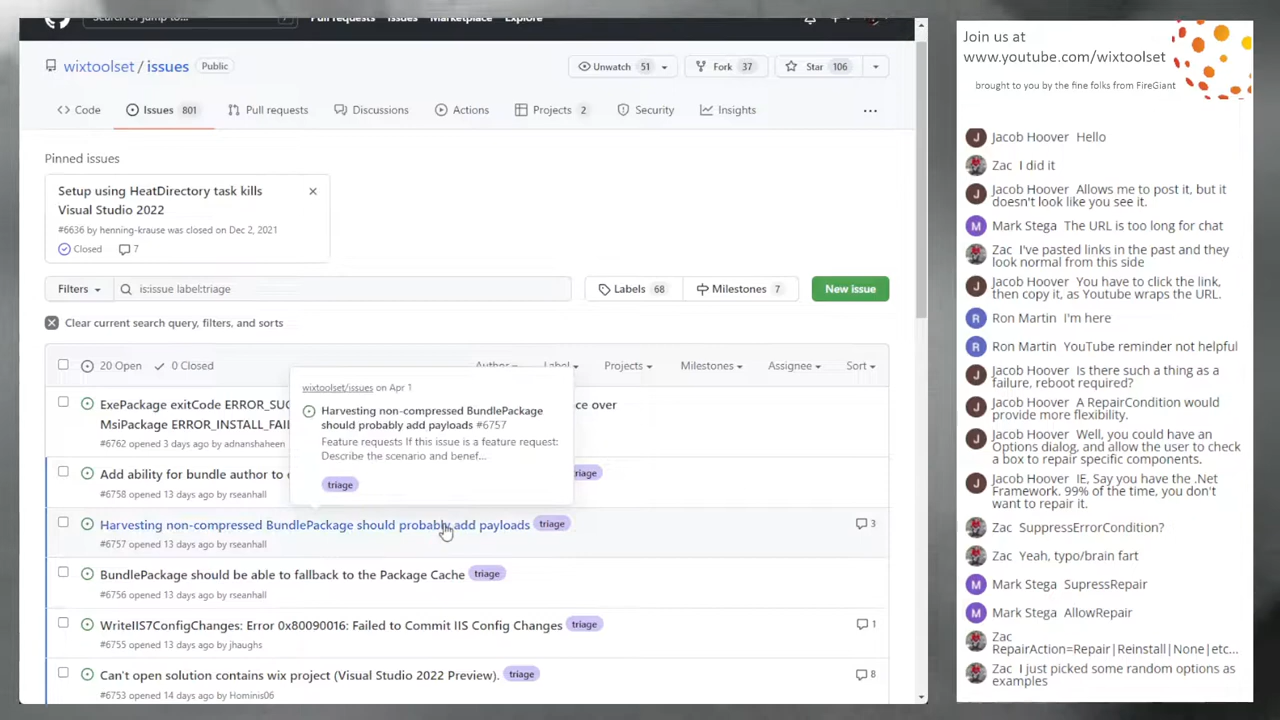 Search or jump to...
Pull requests Issues Marketplace Explore
wixtoolset / issues Public
Unwatch 51
Fork 37
Star 106
Code
Issues 801
Pull requests
Discussions
Actions
Projects 2
Security
Insights
Pinned issues
Setup using HeatDirectory task kills
Visual Studio 2022
#6636 by henning-krause was closed on Dec 2, 2021
Closed 7
Filters
is:issue label:triage
Labels 68
Milestones 7
New issue
Clear current search query, filters, and sorts
20 Open 0 Closed
Author Label Projects Milestones Assignee Sort
wixtoolset/issues on Apr 1
Harvesting non-compressed BundlePackage
should probably add payloads #6757
Feature requests If this issue is a feature request:
Describe the scenario and benef...
triage
ExePackage exitCode ERROR_SUC
ce over
MsiPackage ERROR_INSTALL_FAIL
#6762 opened 3 days ago by adnanshaheen
Add ability for bundle author to
triage
#6758 opened 13 days ago by rseanhall
Harvesting non-compressed BundlePackage should probably add payloads triage 3
#6757 opened 13 days ago by rseanhall
BundlePackage should be able to fallback to the Package Cache triage
#6756 opened 13 days ago by rseanhall
WriteIIS7ConfigChanges: Error 0x80090016: Failed to Commit IIS Config Changes triage 1
#6755 opened 13 days ago by jhaughs
Can't open solution contains wix project (Visual Studio 2022 Preview). triage 8
#6753 opened 14 days ago by Hominis06
Join us at
www.youtube.com/wixtoolset
brought to you by the fine folks from FireGiant
J Jacob Hoover Hello
Zac I did it
J Jacob Hoover Allows me to post it, but it
doesn't look like you see it.
M Mark Stega The URL is too long for chat
Zac I've pasted links in the past and they
look normal from this side
J Jacob Hoover You have to click the link,
then copy it, as Youtube wraps the URL.
R Ron Martin I'm here
R Ron Martin YouTube reminder not helpful
J Jacob Hoover Is there such a thing as a
failure, reboot required?
J Jacob Hoover A RepairCondition would
provide more flexibility.
J Jacob Hoover Well, you could have an
Options dialog, and allow the user to check
a box to repair specific components.
J Jacob Hoover IE, Say you have the .Net
Framework. 99% of the time, you don't
want to repair it.
Zac SuppressErrorCondition?
Zac Yeah, typo/brain fart
M Mark Stega SupressRepair
M Mark Stega AllowRepair
Zac
RepairAction=Repair|Reinstall|None|etc...
Zac I just picked some random options as
examples